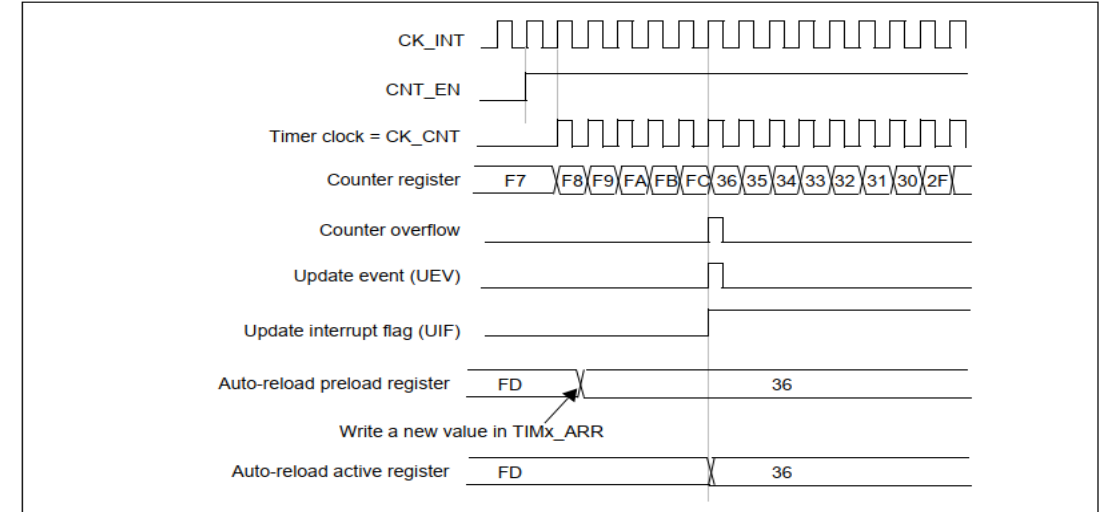 CK_INT
CNT_EN
Timer clock = CK_CNT
Counter register F7 F8 F9 FA FB FC 36 35 34 33 32 31 30 2F
Counter overflow
Update event (UEV)
Update interrupt flag (UIF)
Auto-reload preload register FD 36
Write a new value in TIMx_ARR
Auto-reload active register FD 36